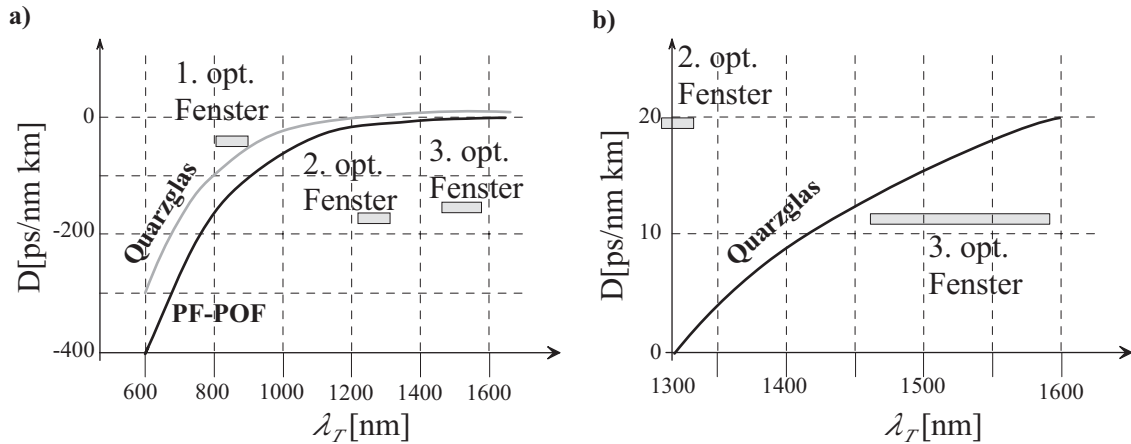 a)
1. opt.
Fenster
0
2. opt.
Fenster
3. opt.
Fenster
Quarzglas
PF-POF
-200
-400
D[ps/nm km]
600
800
1000
1200
1400
1600
λT[nm]
b)
2. opt.
Fenster
20
10
0
Quarzglas
3. opt.
Fenster
D[ps/nm km]
1300
1400
1500
1600
λT[nm]